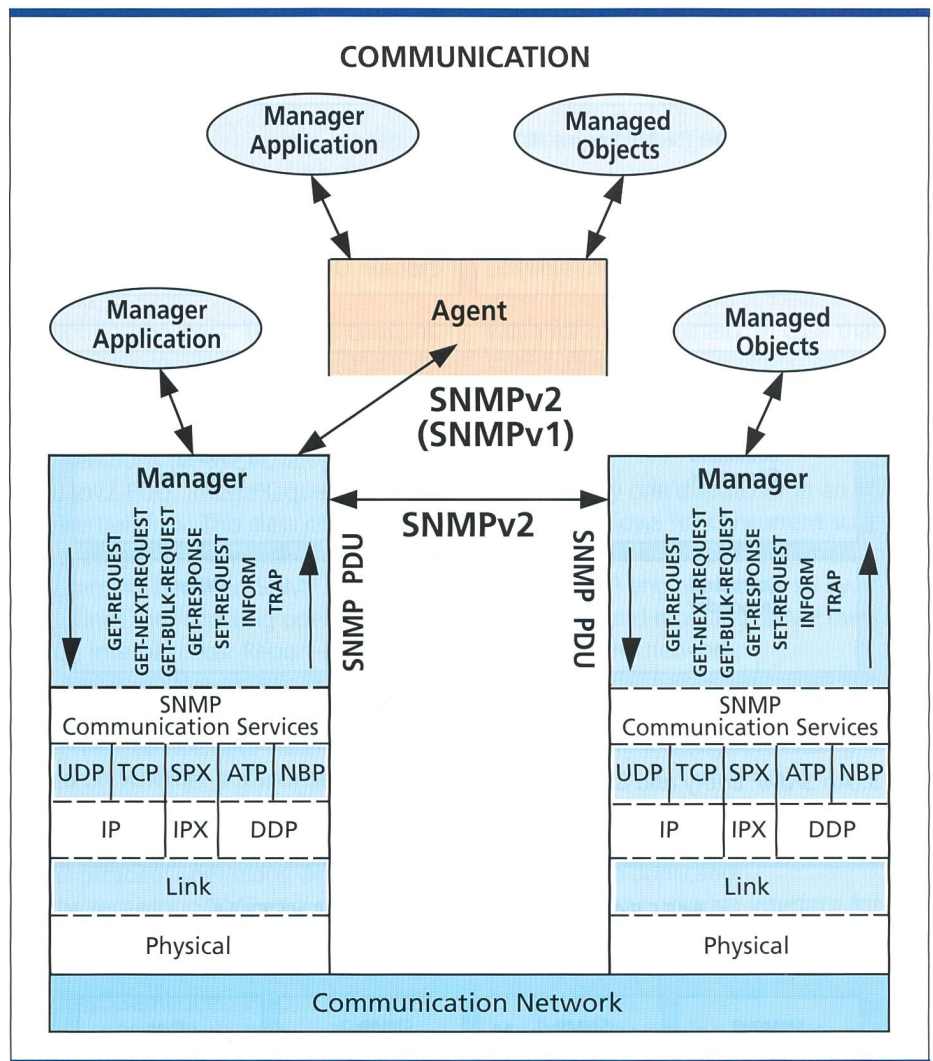 COMMUNICATION
Manager
Application
Managed
Objects
Agent
Manager
Application
Managed
Objects
SNMPv2
(SNMPv1)
Manager
GET-REQUEST
GET-NEXT-REQUEST
GET-BULK-REQUEST
GET-RESPONSE
SET-REQUEST
INFORM
TRAP
SNMP PDU
SNMPv2
SNMP PDU
Manager
GET-REQUEST
GET-NEXT-REQUEST
GET-BULK-REQUEST
GET-RESPONSE
SET-REQUEST
INFORM
TRAP
SNMP
Communication Services
UDP TCP SPX ATP NBP
IP IPX DDP
Link
Physical
SNMP
Communication Services
UDP TCP SPX ATP NBP
IP IPX DDP
Link
Physical
Communication Network